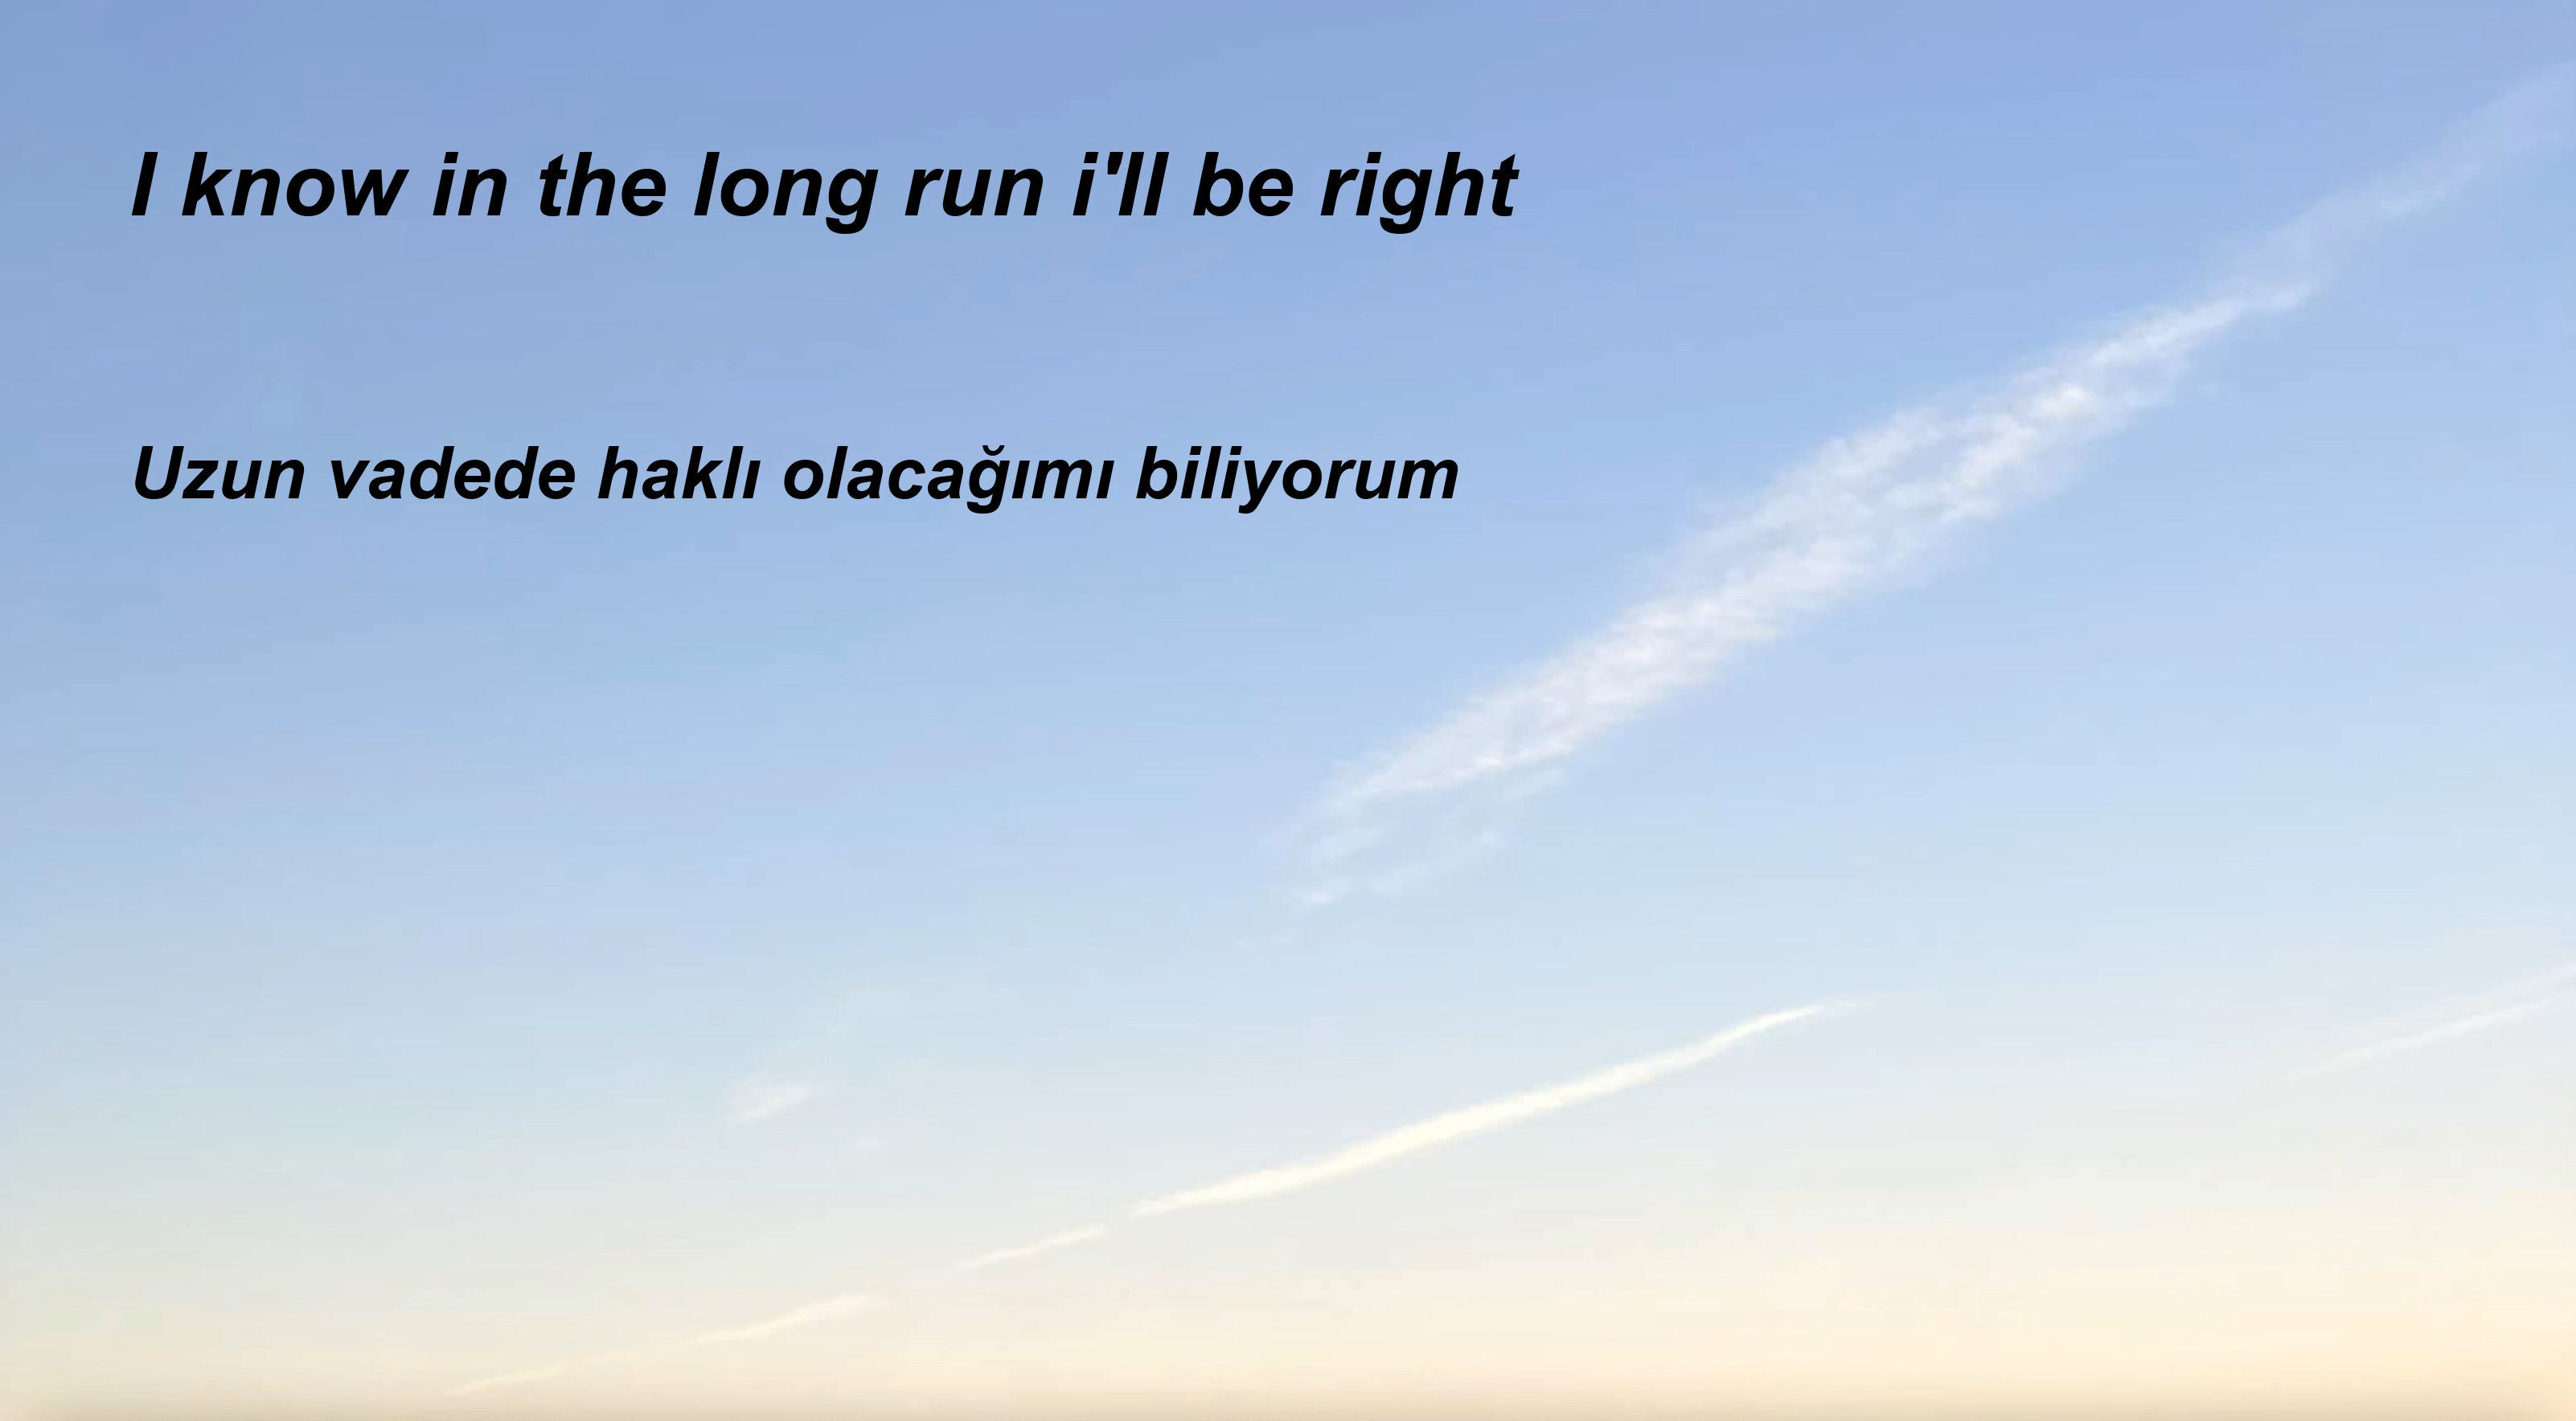 I know in the long run i'll be right
Uzun vadede haklı olacağımı biliyorum